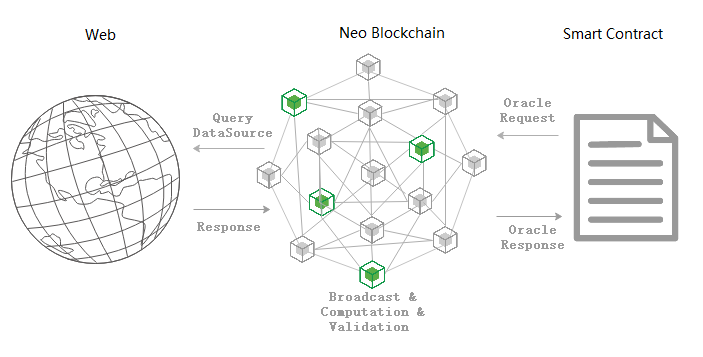 Web
Neo Blockchain
Smart Contract
Query
DataSource
Response
Oracle
Request
Oracle
Response
Broadcast &
Computation &
Validation